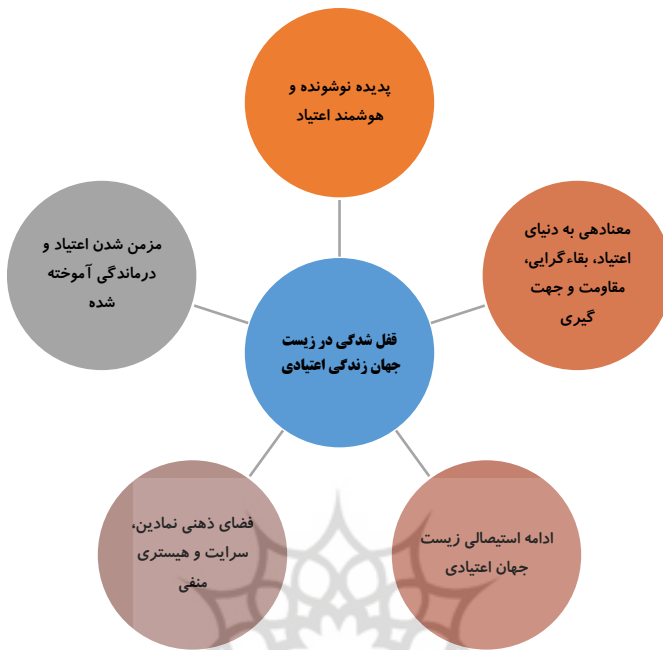 پدیده نوشونده و
هوشمند اعتیاد
معنادهی به دنیای
اعتیاد، بقاءگرایی،
مقاومت و جهت
گیری
مزمن شدن اعتیاد و
درماندگی آموخته
شده
قفل شدگی در زیست
جهان زندگی اعتیادی
ادامه استیصالی زیست
جهان اعتیادی
فضای ذهنی نمادین،
سرایت و هیستری
منفی